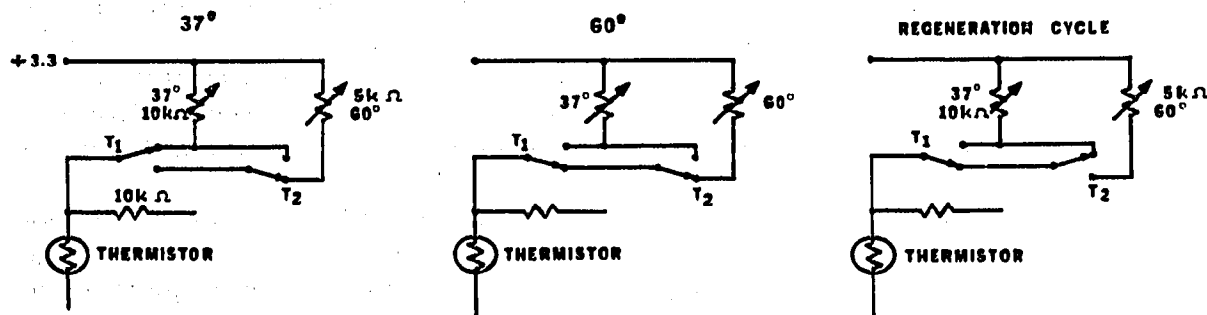 37°
+3.3
37°
10kΩ
5kΩ
60°
T1
T2
10kΩ
THERMISTOR
60°
37°
60°
T1
T2
THERMISTOR
REGENERATION CYCLE
37°
10kΩ
5kΩ
60°
T1
T2
THERMISTOR